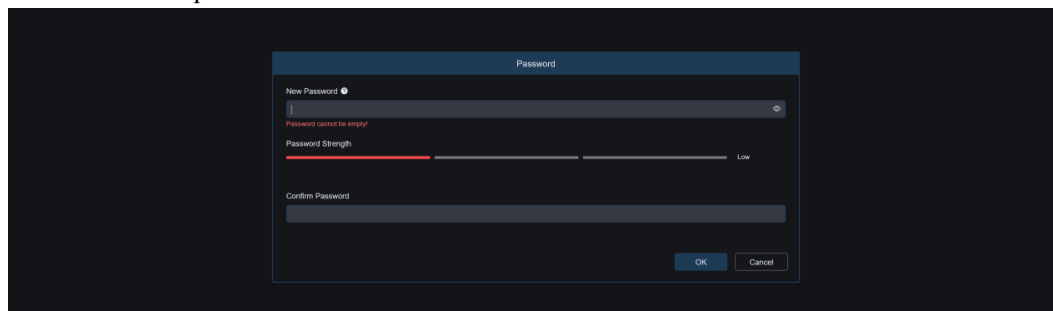 Password
New Password
Password cannot be empty!
Password Strength
Low
Confirm Password
OK
Cancel